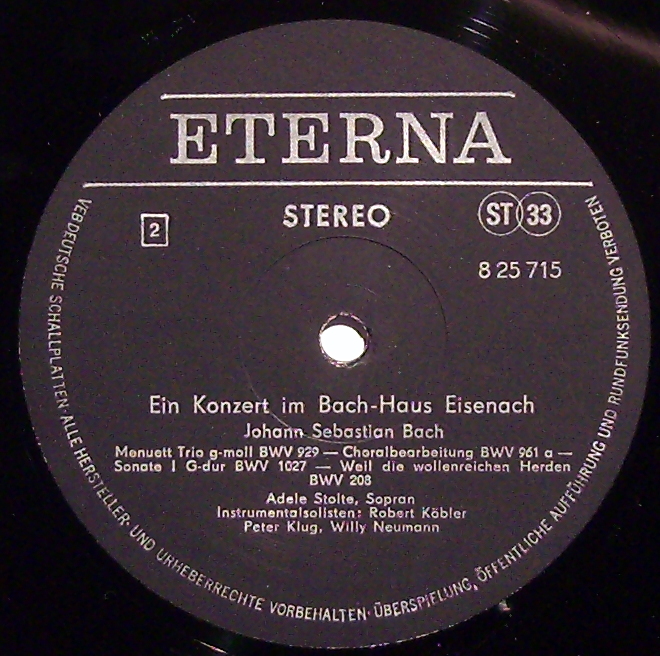 ETERNA
2
STEREO
ST 33
8 25 715
Ein Konzert im Bach-Haus Eisenach
Johann Sebastian Bach
Menuett Trio g-moll BWV 929 — Choralbearbeitung BWV 961 a —
Sonate I G-dur BWV 1027 — Weil die wollenreichen Herden
BWV 208
Adele Stolte, Sopran
Instrumentalsolisten: Robert Köbler
Peter Klug, Willy Neumann
VEB DEUTSCHE SCHALLPLATTEN · ALLE HERSTELLER- UND URHEBERRECHTE VORBEHALTEN · ÜBERSPIELUNG, ÖFFENTLICHE AUFFÜHRUNG UND RUNDFUNKSENDUNG VERBOTEN